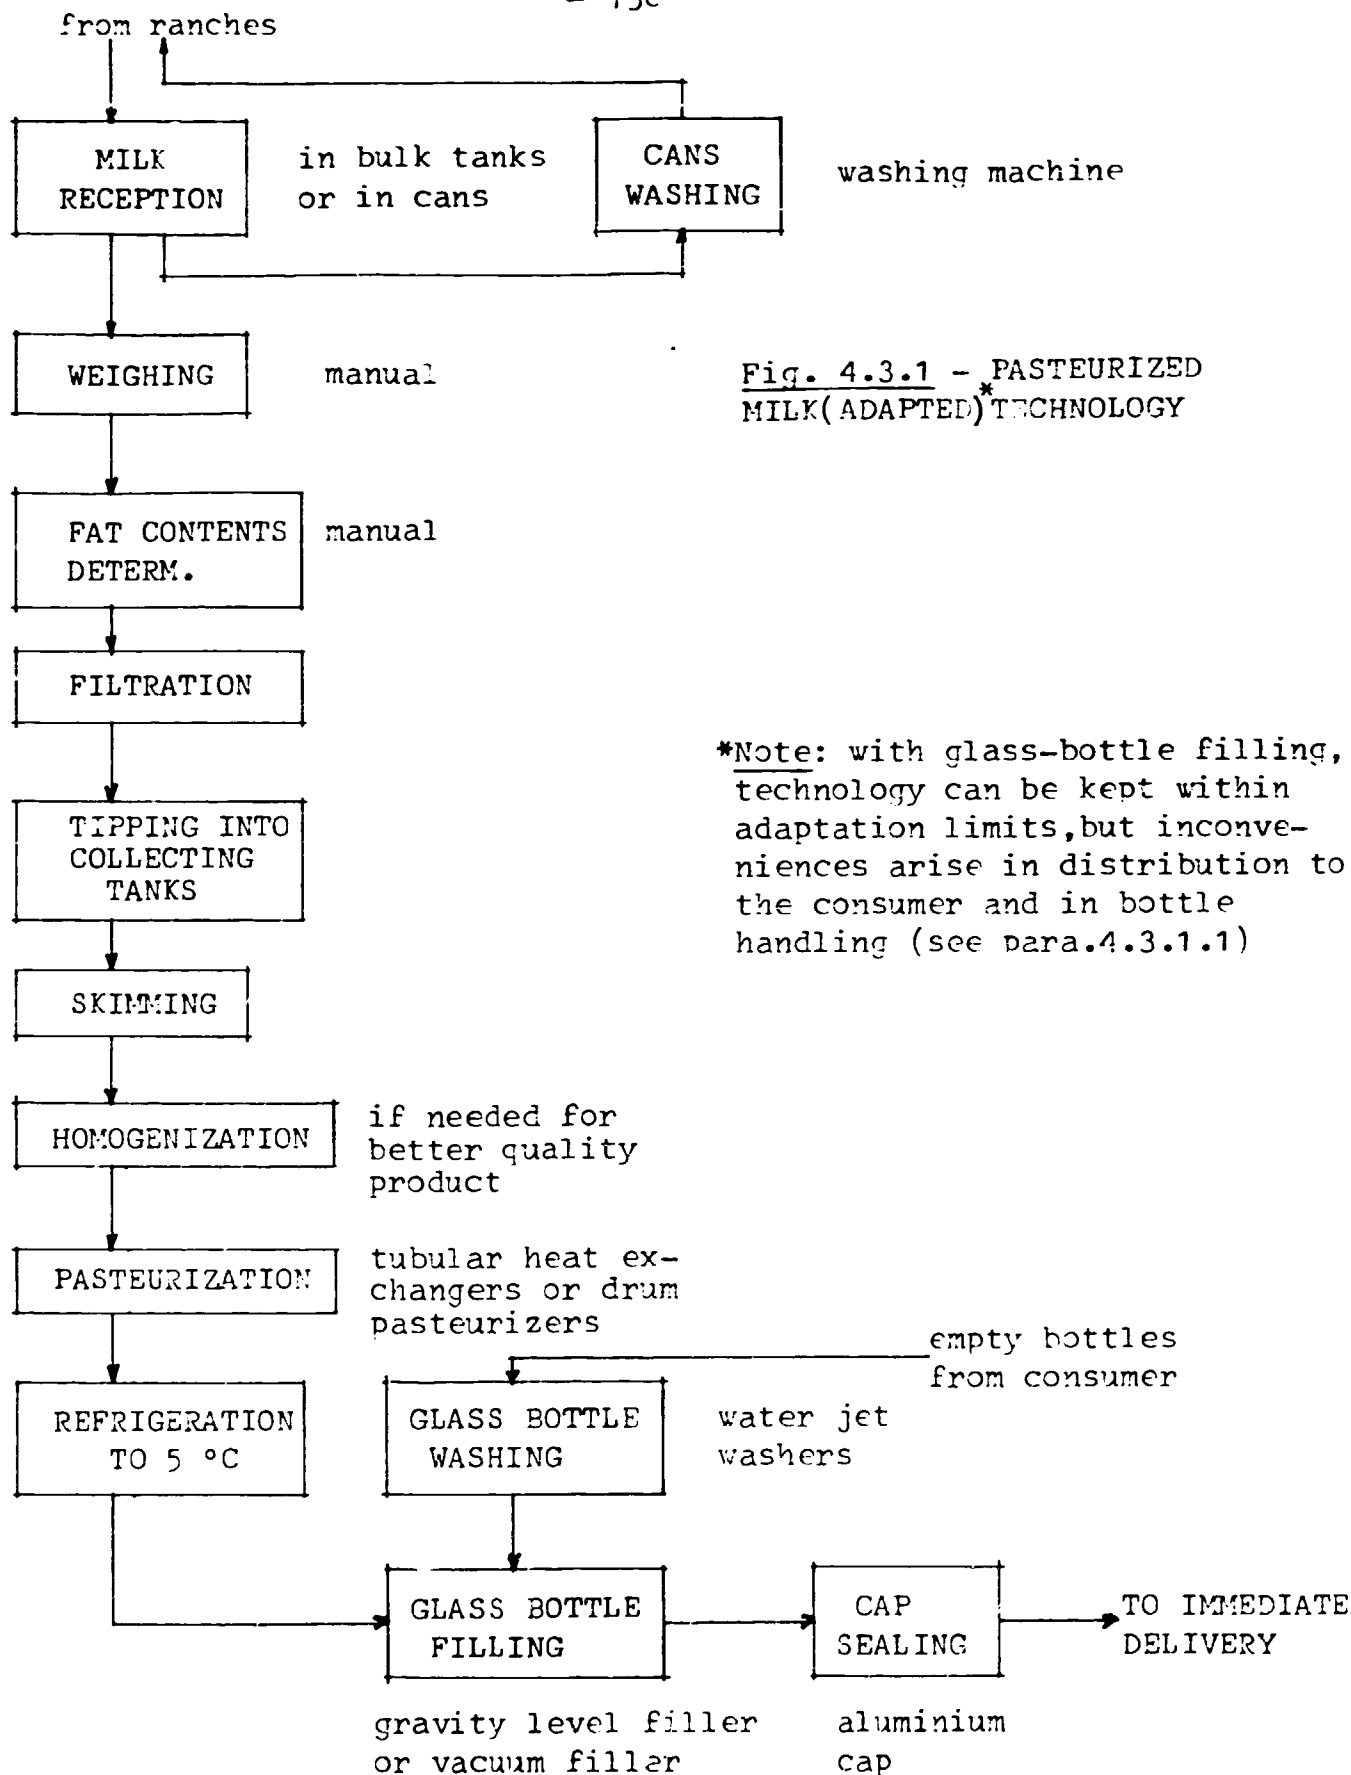 from ranches
MILK
RECEPTION
in bulk tanks
or in cans
CANS
WASHING
washing machine
WEIGHING
manual
Fig. 4.3.1 - PASTEURIZED
MILK(ADAPTED)*TECHNOLOGY
FAT CONTENTS
DETERM.
manual
FILTRATION
*Note: with glass-bottle filling,
technology can be kept within
adaptation limits,but inconve-
niences arise in distribution to
the consumer and in bottle
handling (see para.4.3.1.1)
TIPPING INTO
COLLECTING
TANKS
SKIMMING
HOMOGENIZATION
if needed for
better quality
product
PASTEURIZATION
tubular heat ex-
changers or drum
pasteurizers
empty bottles
from consumer
REFRIGERATION
TO 5 °C
GLASS BOTTLE
WASHING
water jet
washers
GLASS BOTTLE
FILLING
CAP
SEALING
TO IMMEDIATE
DELIVERY
gravity level filler
or vacuum filler
aluminium
cap